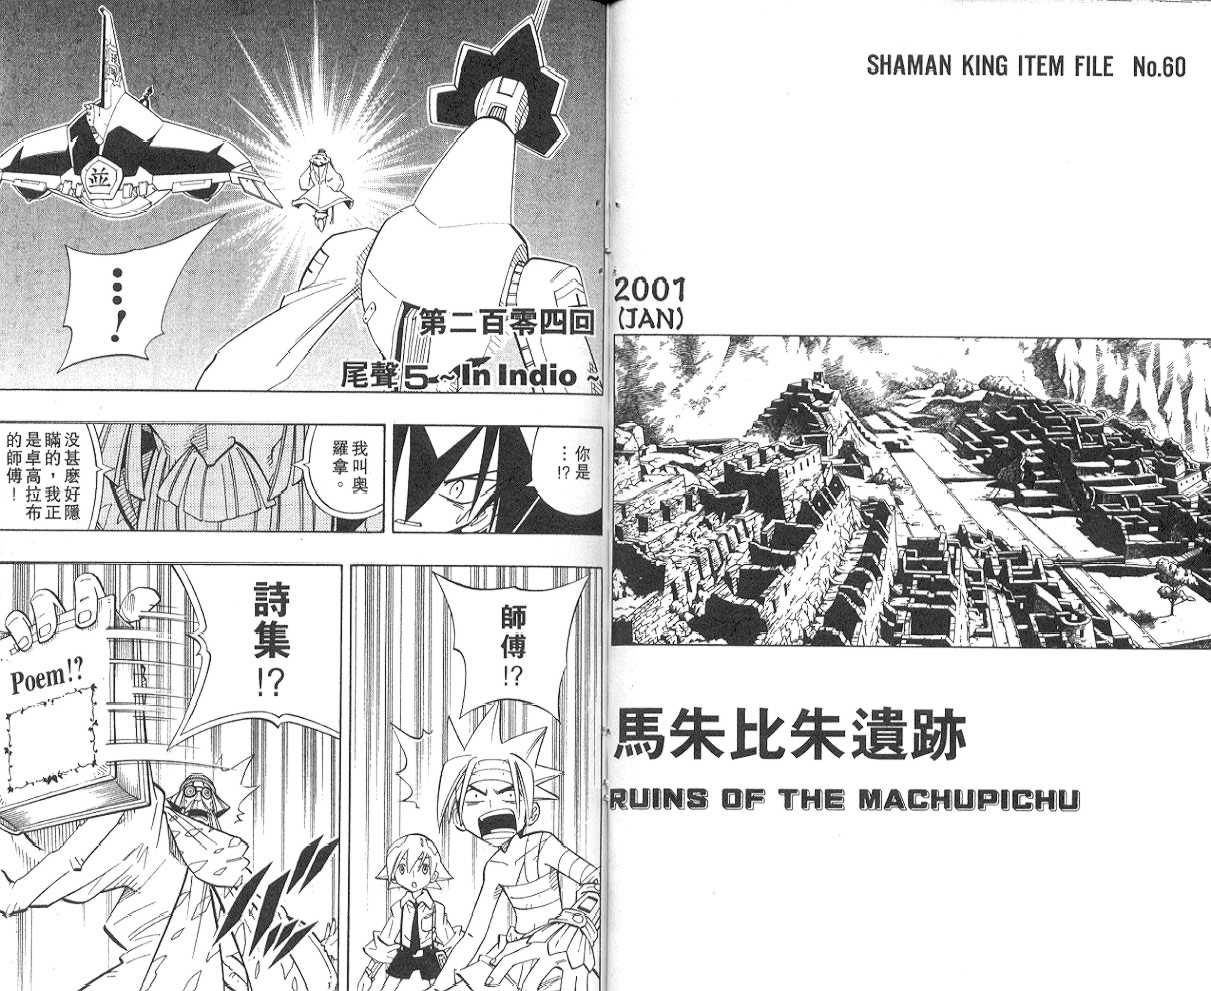 SHAMAN KING ITEM FILE No.60
2001
(JAN)
馬朱比朱遺跡
RUINS OF THE MACHUPICHU
並
…!
第二百零四回
尾聲5~In Indio~
你是
…!?
我叫奧
羅拿。
没甚麽好隱
瞞的，我正
是卓高拉布
的師傅！
師傅!?
詩集!?
Poem!?